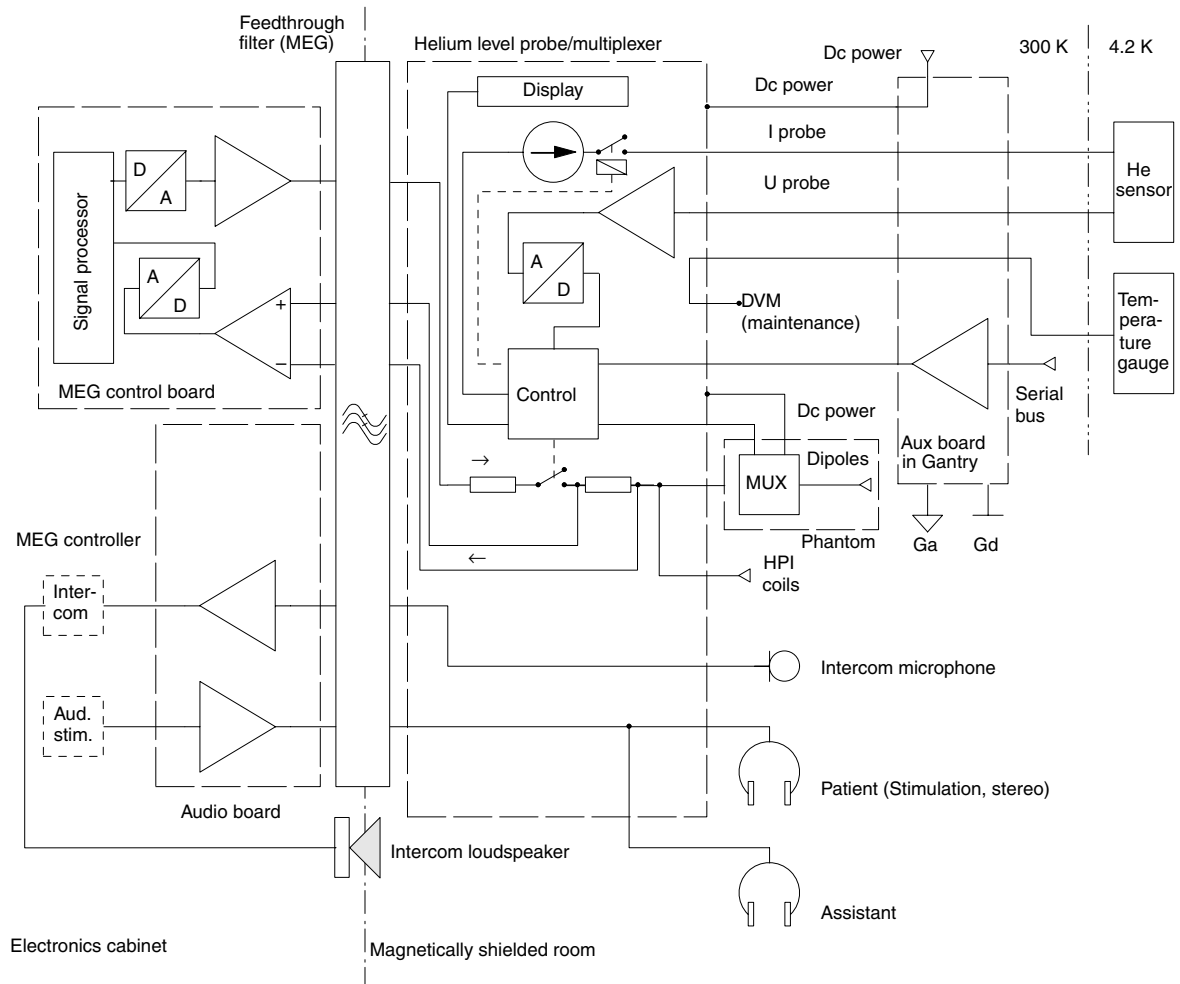 Feedthrough
filter (MEG)
Helium level probe/multiplexer
Dc power
300 K
4.2 K
Display
Dc power
I probe
U probe
He
sensor
D
A
A
D
Signal processor
+
−
MEG control board
A
D
DVM
(maintenance)
Tem-
pera-
ture
gauge
Control
Serial
bus
Dc power
Aux board
in Gantry
→
MUX
Dipoles
Phantom
Ga
Gd
←
HPI
coils
MEG controller
Inter-
com
Intercom microphone
Aud.
stim.
Patient (Stimulation, stereo)
Audio board
Intercom loudspeaker
Assistant
Electronics cabinet
Magnetically shielded room